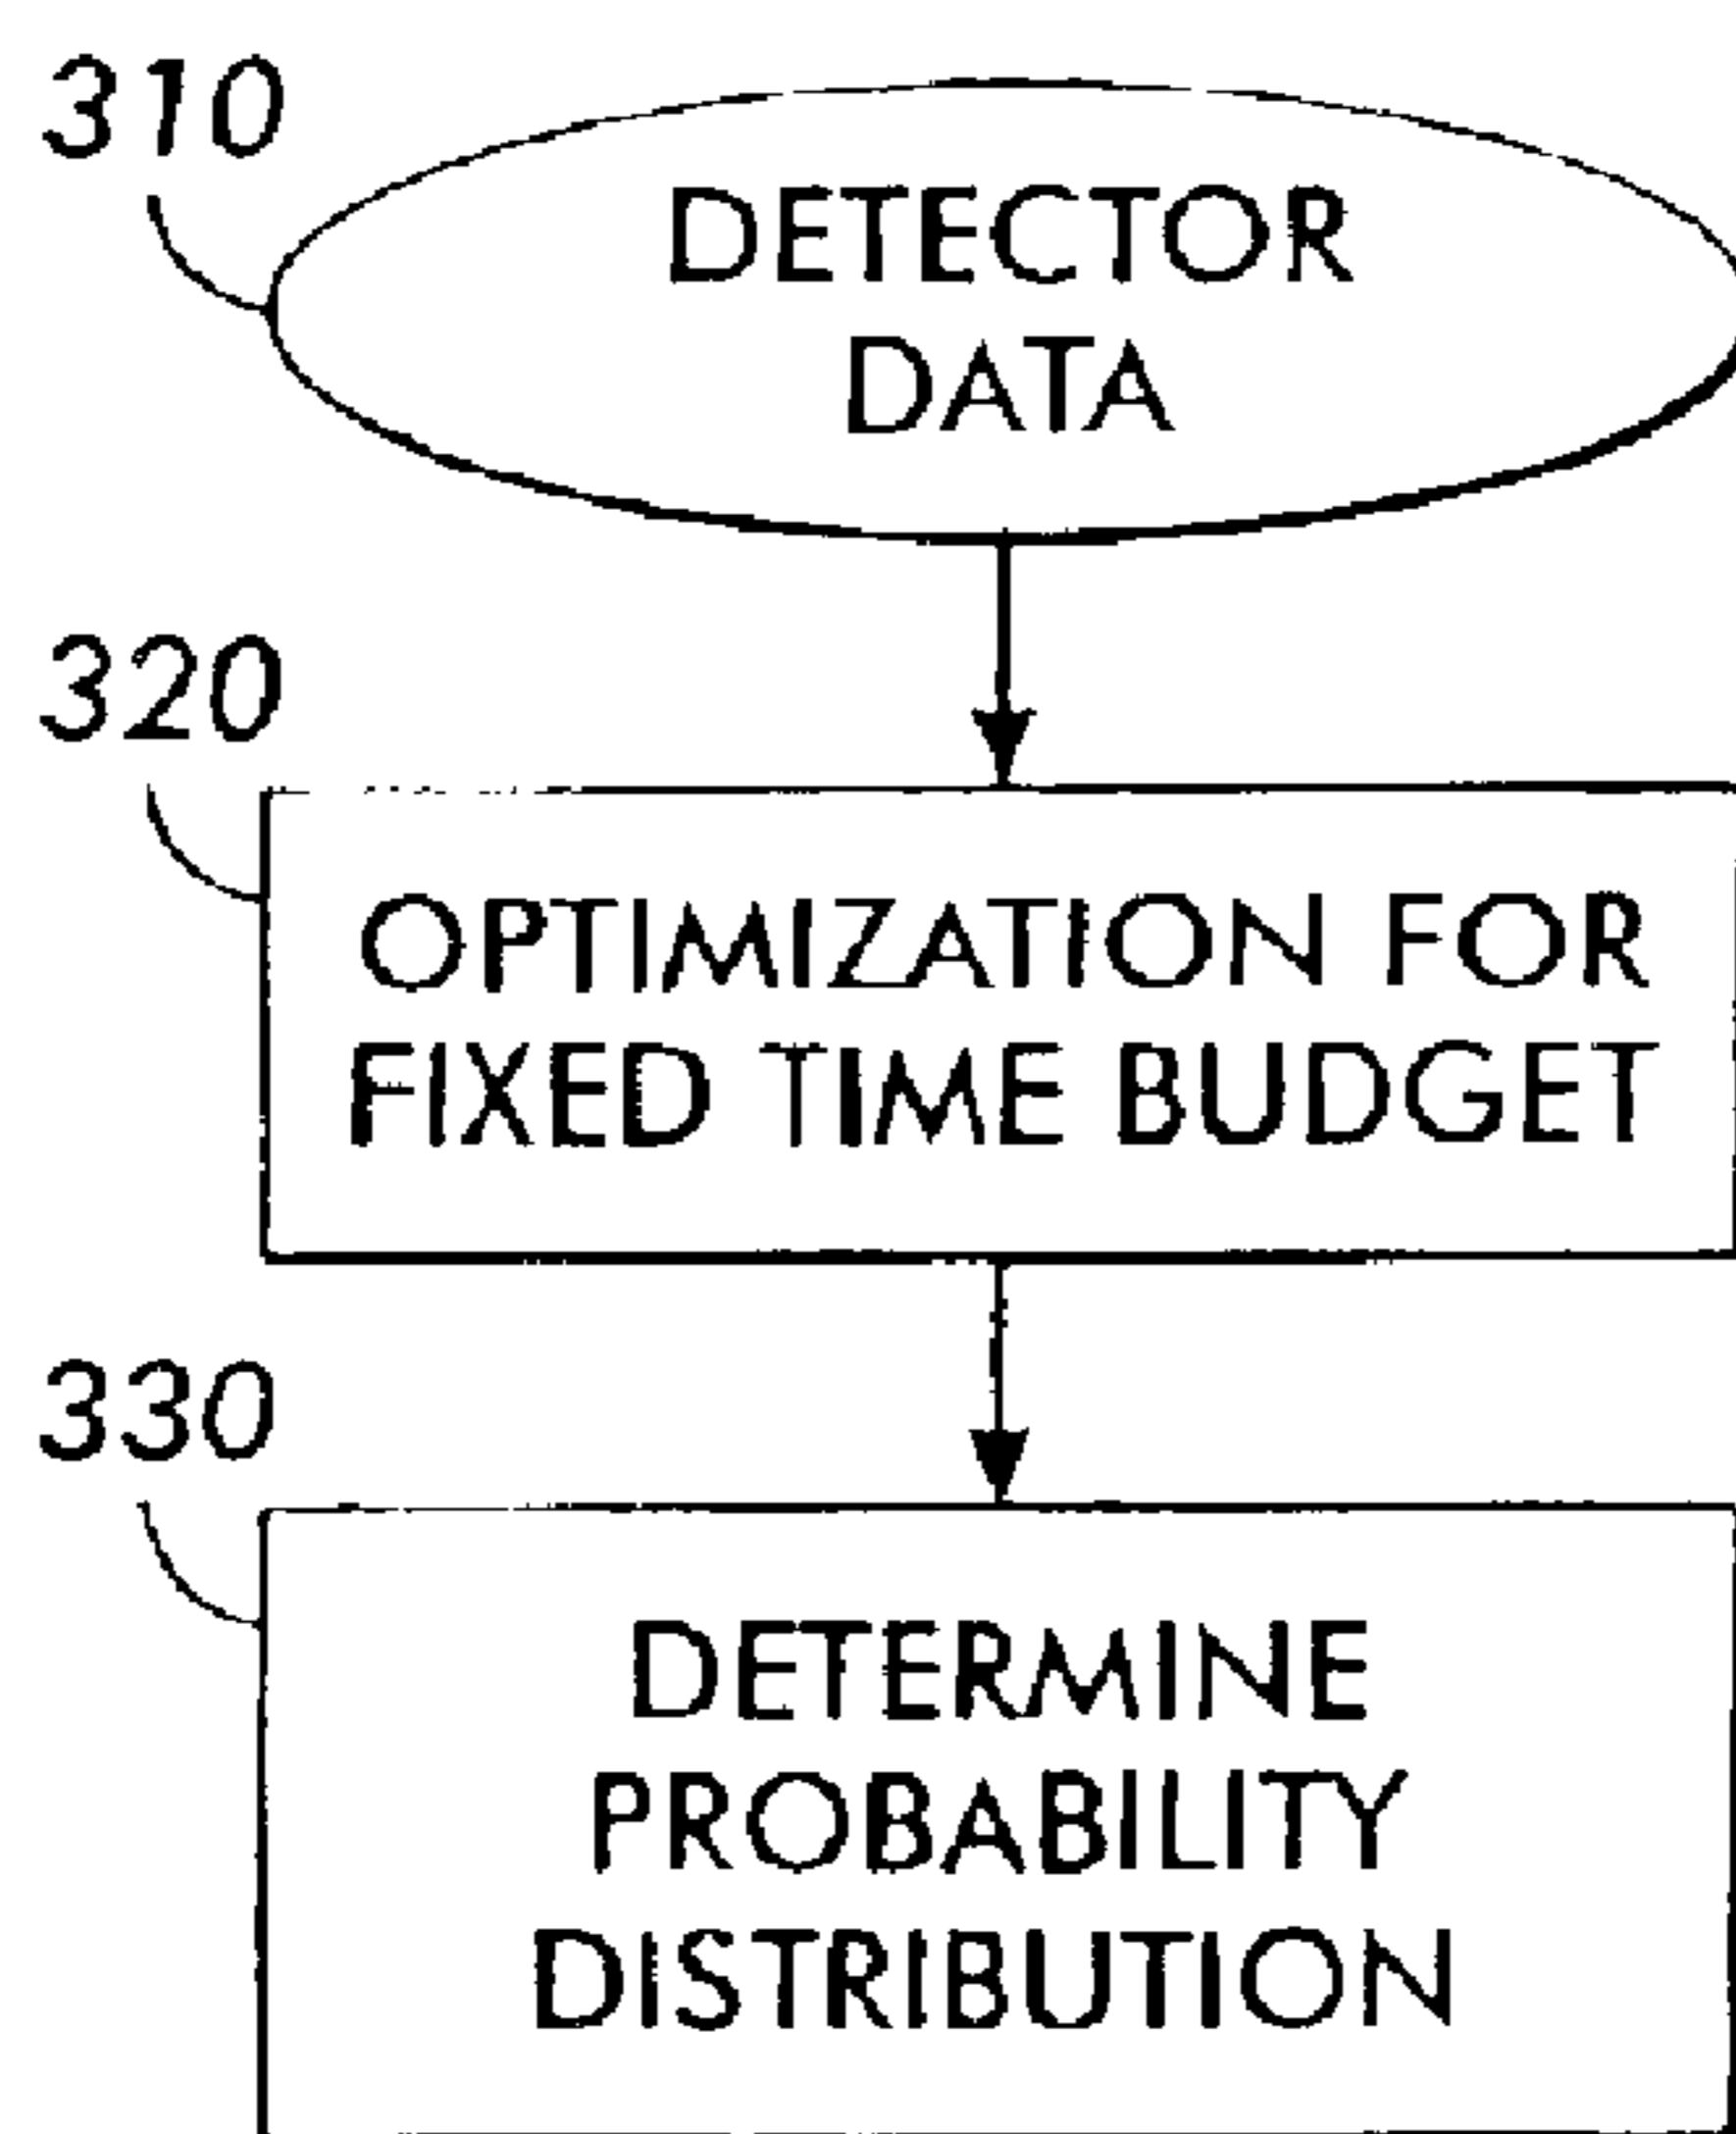 310
DETECTOR
DATA
320
OPTIMIZATION FOR
FIXED TIME BUDGET
330
DETERMINE
PROBABILITY
DISTRIBUTION